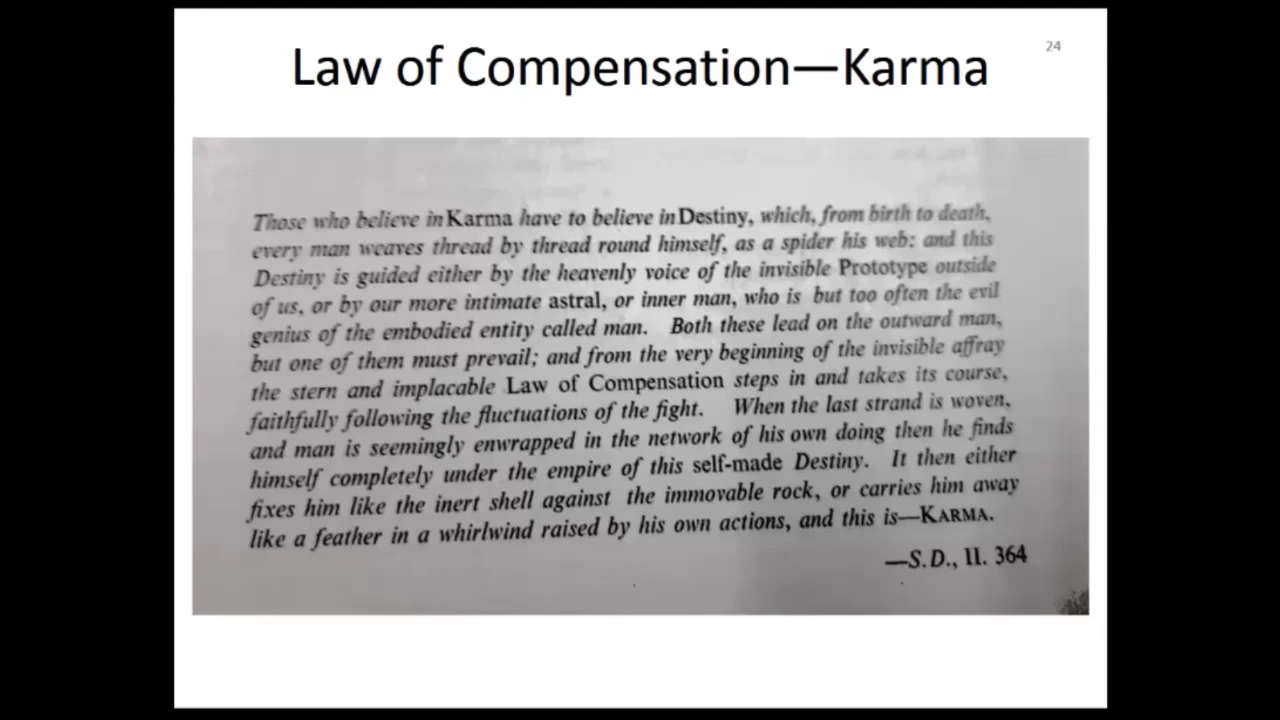 24
Law of Compensation—Karma
Those who believe in Karma have to believe in Destiny, which, from birth to death,
every man weaves thread by thread round himself, as a spider his web: and this
Destiny is guided either by the heavenly voice of the invisible Prototype outside
of us, or by our more intimate astral, or inner man, who is but too often the evil
genius of the embodied entity called man. Both these lead on the outward man,
but one of them must prevail; and from the very beginning of the invisible affray
the stern and implacable Law of Compensation steps in and takes its course,
faithfully following the fluctuations of the fight. When the last strand is woven,
and man is seemingly enwrapped in the network of his own doing then he finds
himself completely under the empire of this self-made Destiny. It then either
fixes him like the inert shell against the immovable rock, or carries him away
like a feather in a whirlwind raised by his own actions, and this is—KARMA.
—S.D., II. 364